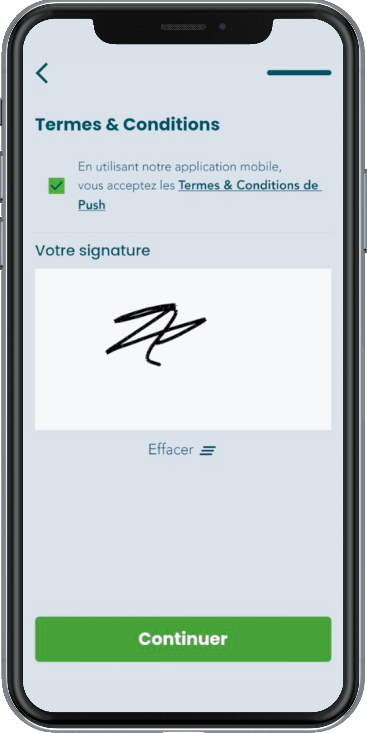 Termes & Conditions
En utilisant notre application mobile,
vous acceptez les Termes & Conditions de
Push
Votre signature
Effacer
Continuer